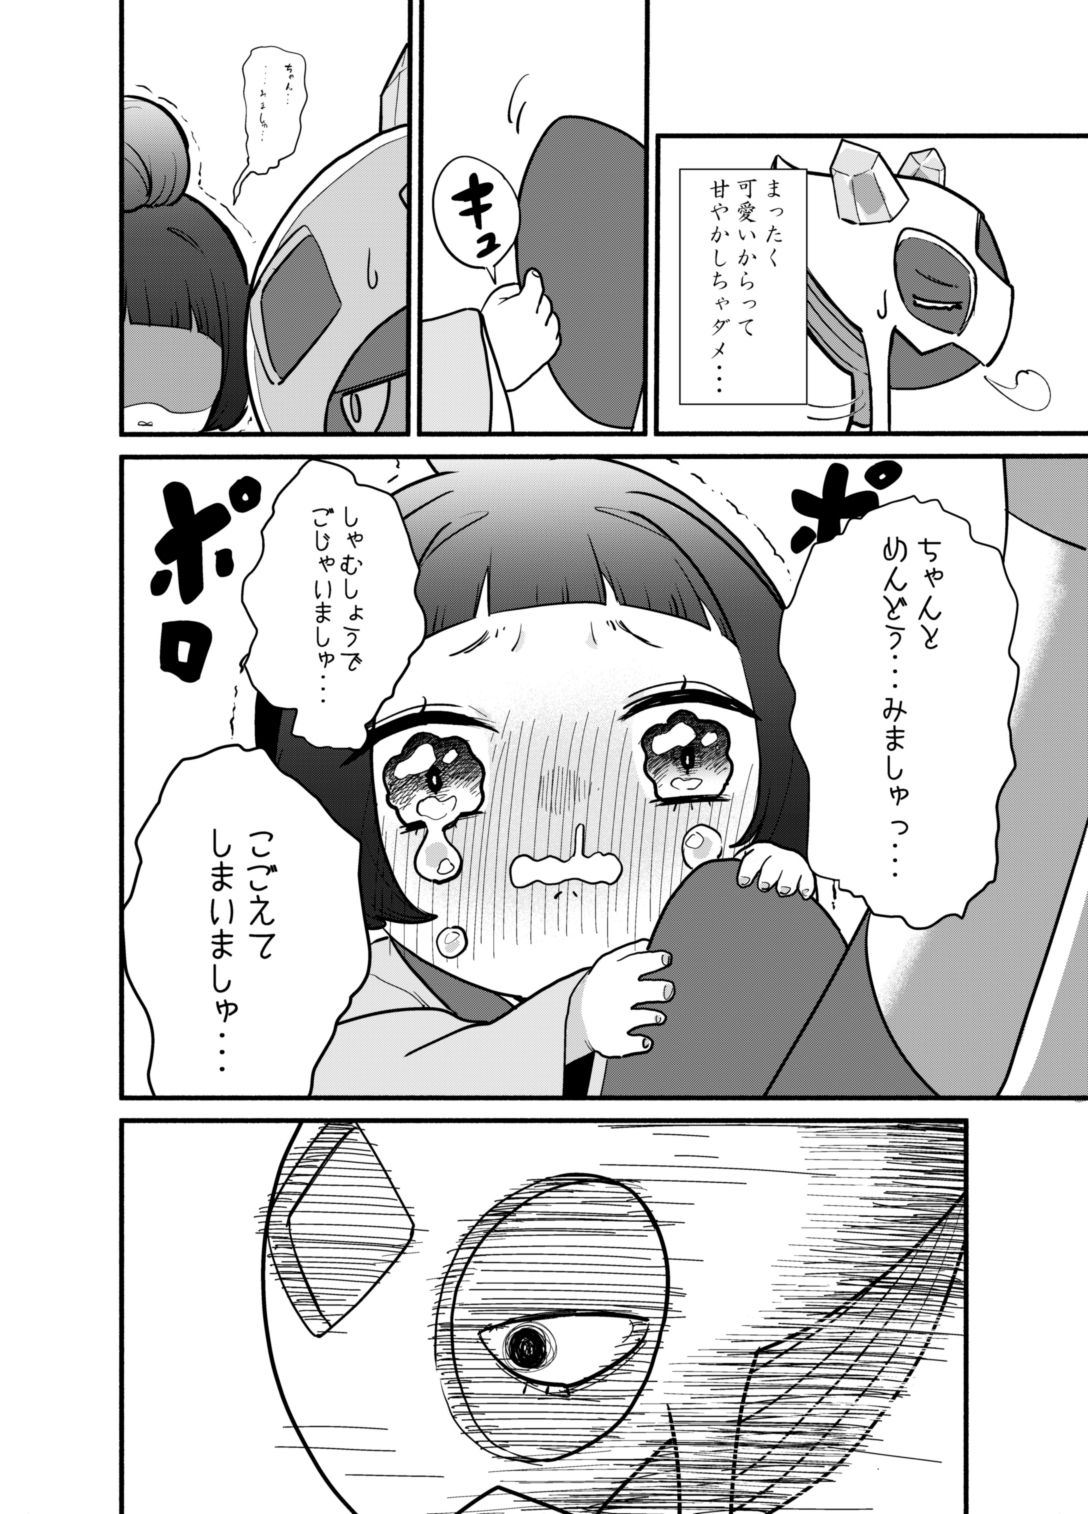 まったく
可愛いからって
甘やかしちゃダメ・・・
キュ
ちゃん・・・
・・・みましゅ・・・
ちゃんと
めんどう・・・みましゅっ・・・
ポ
しゃむしょうで
ごじゃいましゅ・・・
ポロ
こごえて
しまいましゅ・・・